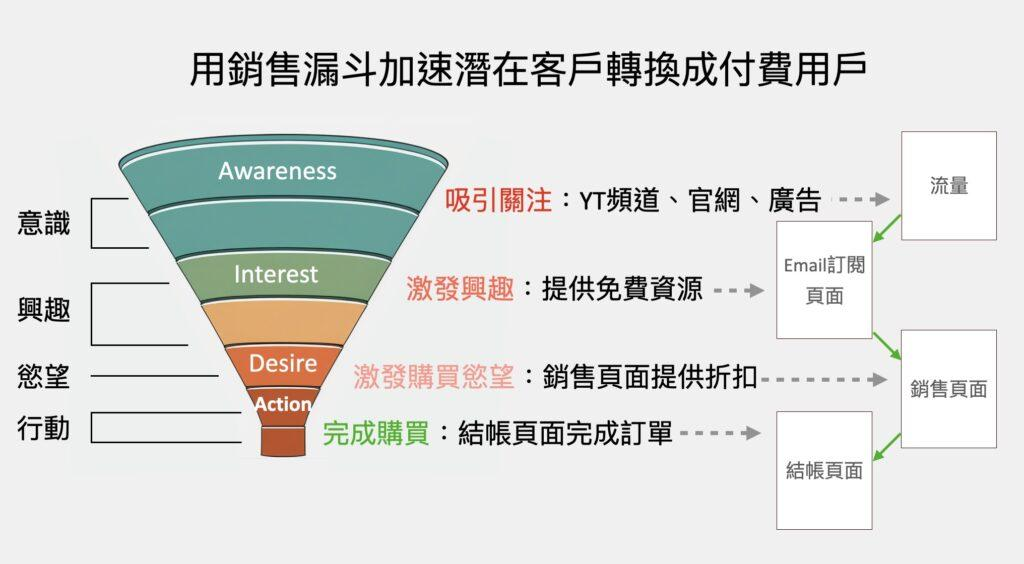 用銷售漏斗加速潛在客戶轉換成付費用戶
Awareness
意識
吸引關注：YT頻道、官網、廣告
流量
Interest
興趣
激發興趣：提供免費資源
Email訂閱
頁面
Desire
慾望
激發購買慾望：銷售頁面提供折扣
銷售頁面
Action
行動
完成購買：結帳頁面完成訂單
結帳頁面